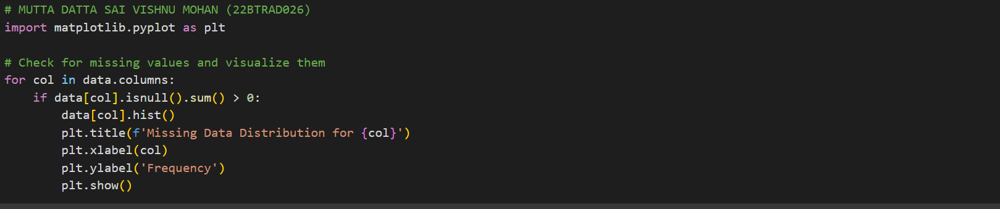 # MUTTA DATTA SAI VISHNU MOHAN (22BTRAD026)
import matplotlib.pyplot as plt

# Check for missing values and visualize them
for col in data.columns:
    if data[col].isnull().sum() > 0:
        data[col].hist()
        plt.title(f'Missing Data Distribution for {col}')
        plt.xlabel(col)
        plt.ylabel('Frequency')
        plt.show()